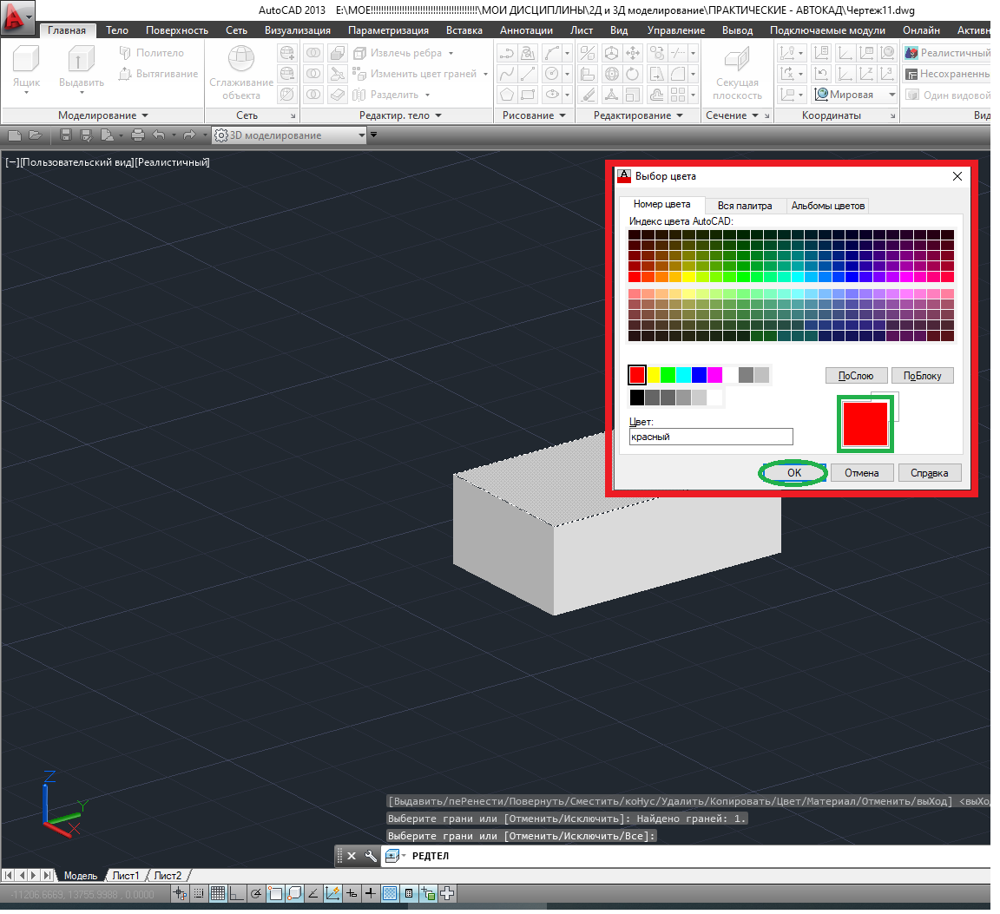 AutoCAD 2013 E:\МОЕ!!!!!!!!!!!!!!!!!!!!!!!!!!!!!!!!!!!!!!!!!\МОИ ДИСЦИПЛИНЫ\2Д и 3Д моделирование\ПРАКТИЧЕСКИЕ - АВТОКАД\Чертеж11.dwg
Главная Тело Поверхность Сеть Визуализация Параметризация Вставка Аннотации Лист Вид Управление Вывод Подключаемые модули Онлайн Активн
Политело Извлечь ребра Реалистичный
Ящик Выдавить Вытягивание Сглаживание объекта Изменить цвет граней Секущая плоскость Несохраненны
Разделить Мировая Один видовой
Моделирование Сеть Редактир. тело Рисование Редактирование Сечение Координаты Вид
3D моделирование
[−][Пользовательский вид][Реалистичный]
Выбор цвета
Номер цвета Вся палитра Альбомы цветов
Индекс цвета AutoCAD:
ПоСлою ПоБлоку
Цвет:
красный
ОК Отмена Справка
Z
Y
X
[Выдавить/пеРенести/Повернуть/Сместить/коНус/Удалить/Копировать/Цвет/Материал/Отменить/выХод] <выХо
Выберите грани или [Отменить/Исключить]: Найдено граней: 1.
Выберите грани или [Отменить/Исключить/Все]:
РЕДТЕЛ
Модель Лист1 Лист2
-11206.6669, 13755.9988 , 0.0000